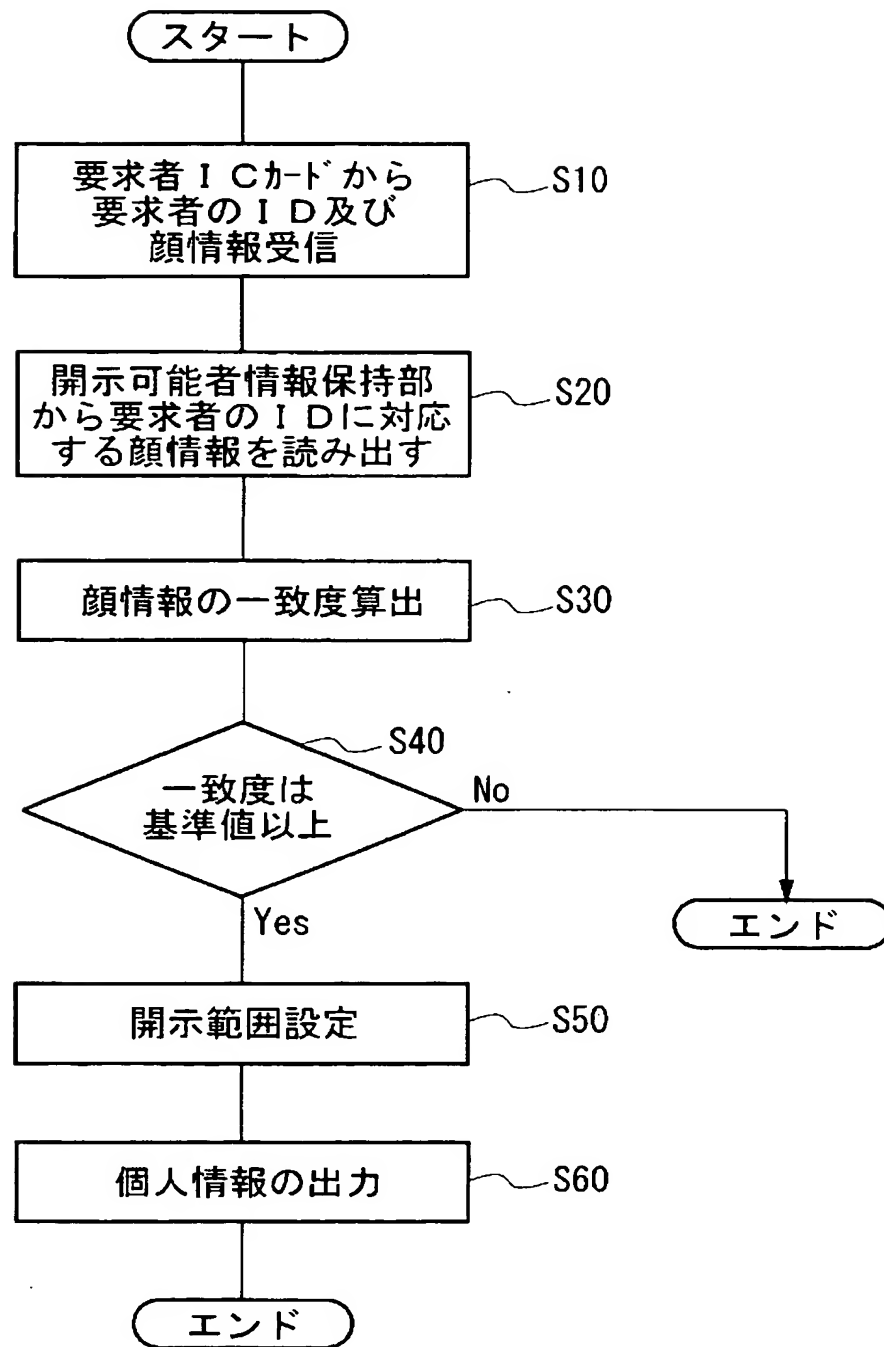 スタート
要求者ＩＣｶｰﾄﾞから
要求者のＩＤ及び
顔情報受信
S10
開示可能者情報保持部
から要求者のＩＤに対応
する顔情報を読み出す
S20
顔情報の一致度算出
S30
S40
一致度は
基準値以上
No
エンド
Yes
開示範囲設定
S50
個人情報の出力
S60
エンド